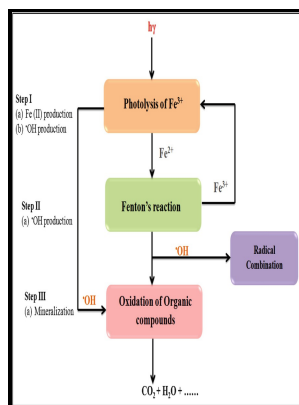 hγ
Step I
(a) Fe (II) production
(b) •OH production
Photolysis of Fe³⁺
Fe²⁺
Fe³⁺
Step II
(a) •OH production
Fenton's reaction
•OH
Radical
Combination
Step III
(a) Mineralization
•OH
Oxidation of Organic
compounds
CO₂ + H₂O + ......